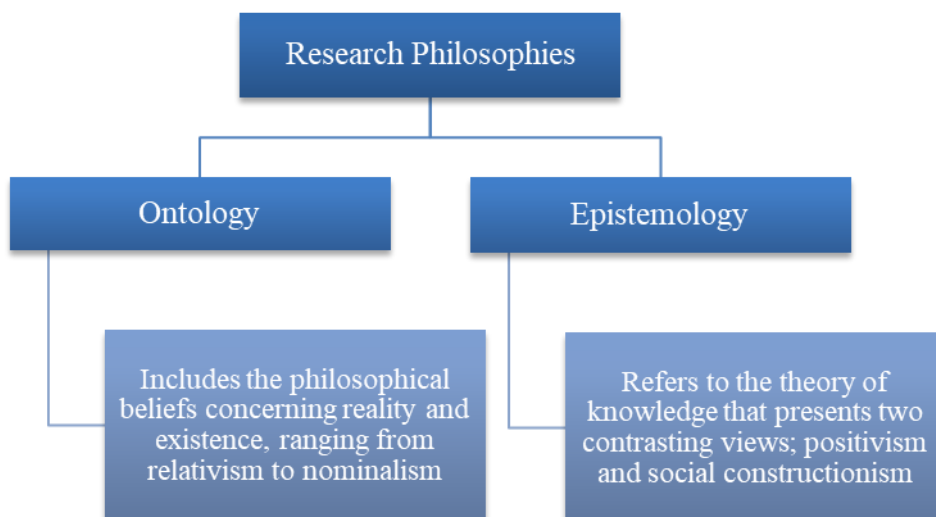 Research Philosophies
Ontology
Epistemology
Includes the philosophical
beliefs concerning reality and
existence, ranging from
relativism to nominalism
Refers to the theory of
knowledge that presents two
contrasting views; positivism
and social constructionism